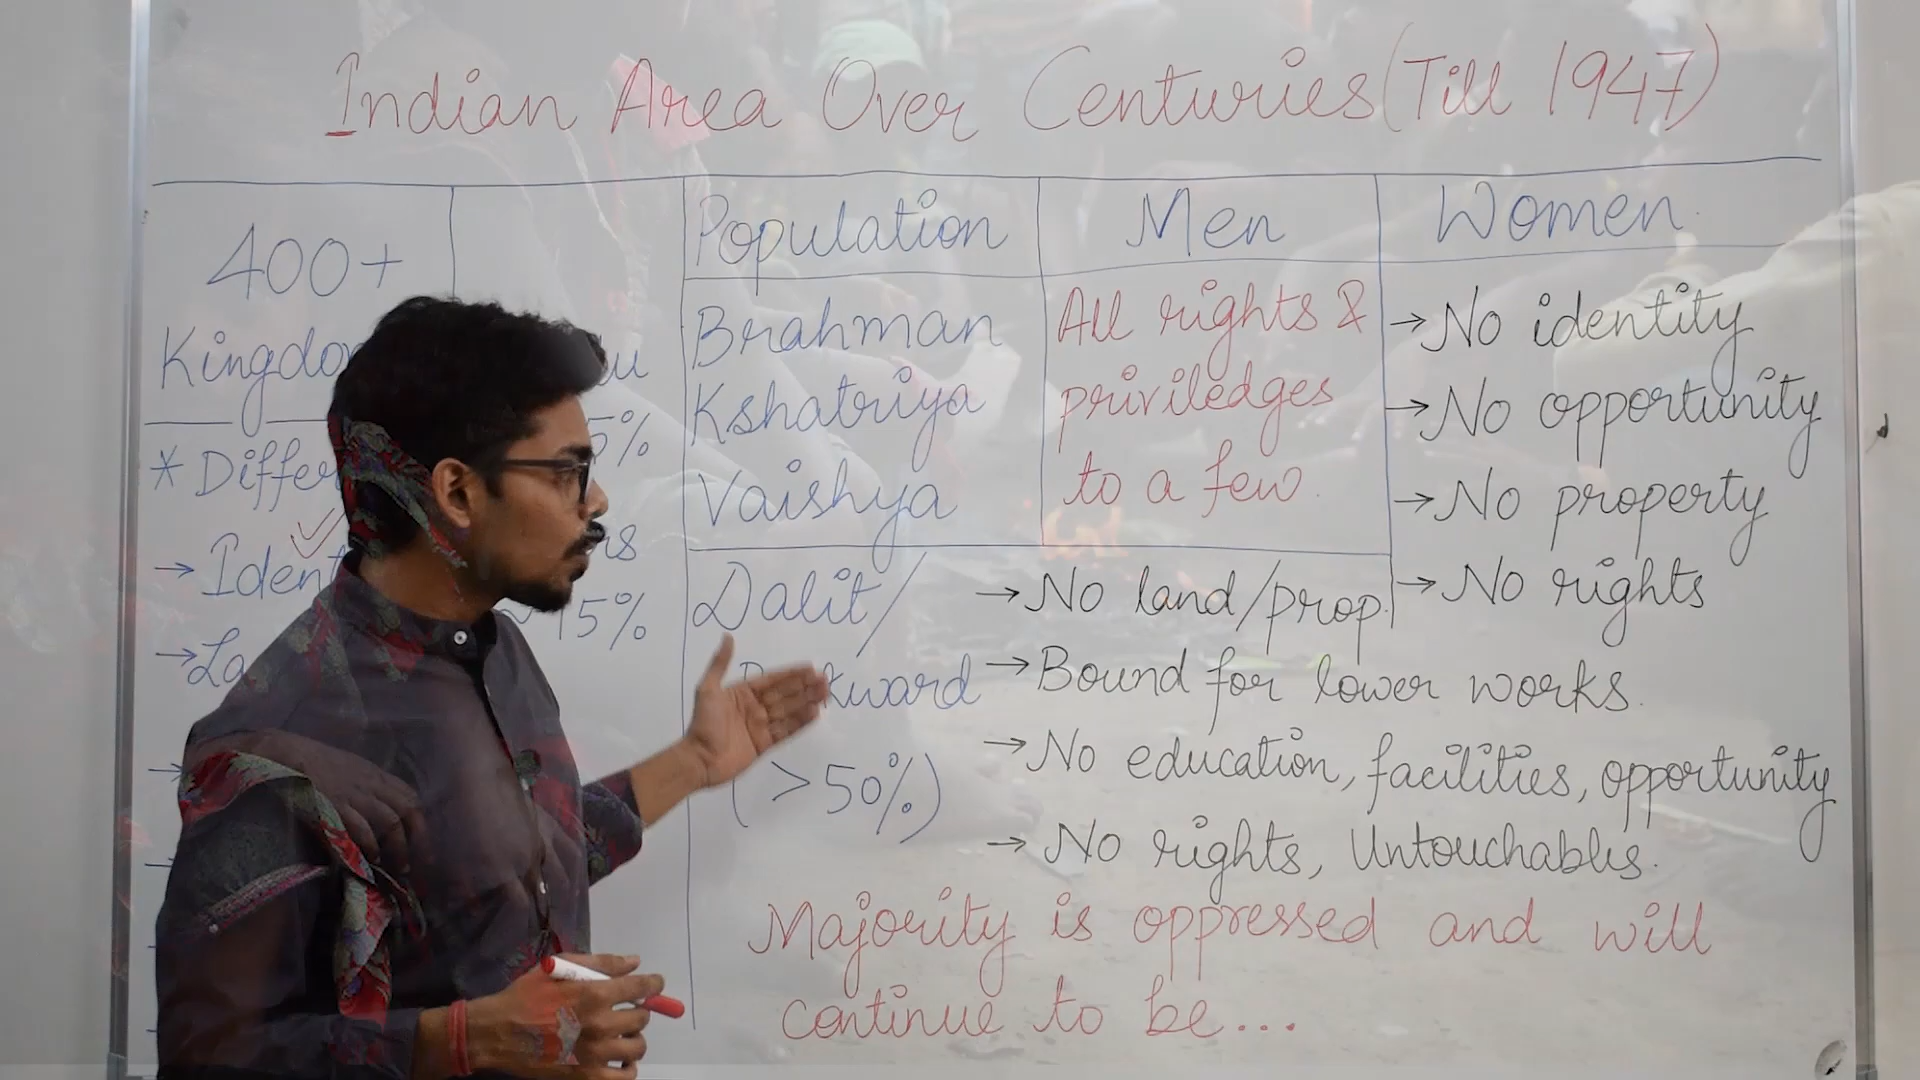 Indian Area Over Centuries (Till 1947)
400+
* Differ
→ Ident
→ La
5%
~ 15%
Population
Brahman
Kshatriya
Vaishya
Men
All rights &
priviledges
to a few.
Women.
→ No identity
→ No opportunity
→ No property
→ No rights
Dalit/
(>50%)
→ No land/prop.
→ Bound for lower works.
→ No education, facilities, opportunity
→ No rights, Untouchables.
Majority is oppressed and will
continue to be...